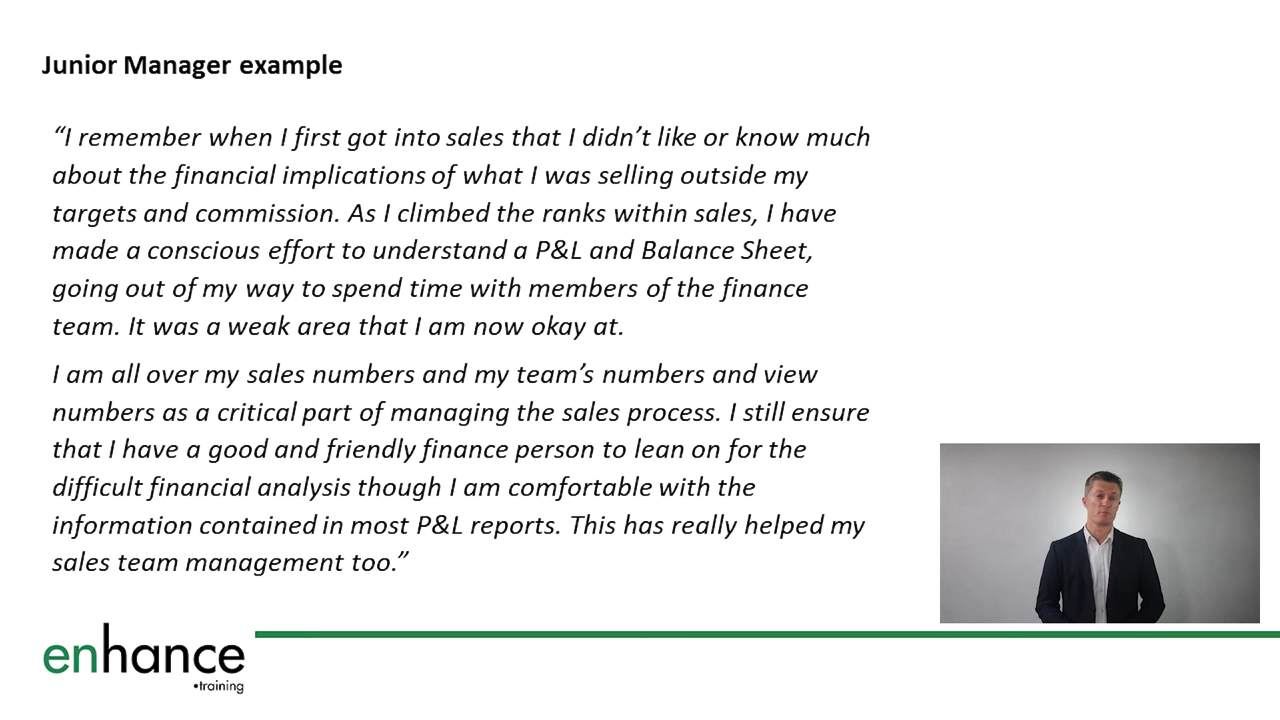 Junior Manager example
“I remember when I first got into sales that I didn’t like or know much
about the financial implications of what I was selling outside my
targets and commission. As I climbed the ranks within sales, I have
made a conscious effort to understand a P&L and Balance Sheet,
going out of my way to spend time with members of the finance
team. It was a weak area that I am now okay at.
I am all over my sales numbers and my team’s numbers and view
numbers as a critical part of managing the sales process. I still ensure
that I have a good and friendly finance person to lean on for the
difficult financial analysis though I am comfortable with the
information contained in most P&L reports. This has really helped my
sales team management too.”
enhance
•training